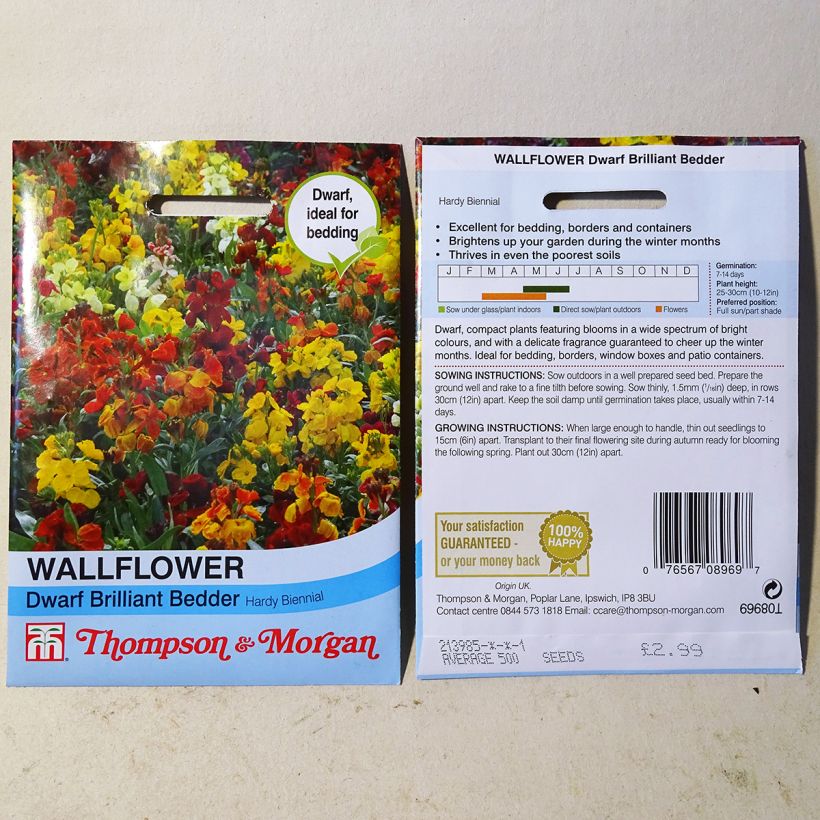 Dwarf,
ideal for
bedding
WALLFLOWER
Dwarf Brilliant Bedder Hardy Biennial
Thompson & Morgan
WALLFLOWER Dwarf Brilliant Bedder
Hardy Biennial
• Excellent for bedding, borders and containers
• Brightens up your garden during the winter months
• Thrives in even the poorest soils
J F M A M J J A S O N D
Sow under glass/plant indoors Direct sow/plant outdoors Flowers
Germination:
7-14 days
Plant height:
25-30cm (10-12in)
Preferred position:
Full sun/part shade
Dwarf, compact plants featuring blooms in a wide spectrum of bright
colours, and with a delicate fragrance guaranteed to cheer up the winter
months. Ideal for bedding, borders, window boxes and patio containers.
SOWING INSTRUCTIONS: Sow outdoors in a well prepared seed bed. Prepare the
ground well and rake to a fine tilth before sowing. Sow thinly, 1.5mm (¹/₁₆in) deep, in rows
30cm (12in) apart. Keep the soil damp until germination takes place, usually within 7-14
days.
GROWING INSTRUCTIONS: When large enough to handle, thin out seedlings to
15cm (6in) apart. Transplant to their final flowering site during autumn ready for blooming
the following spring. Plant out 30cm (12in) apart.
Your satisfaction
GUARANTEED -
or your money back
100%
HAPPY
0 76567 08969 7
Origin UK.
Thompson & Morgan, Poplar Lane, Ipswich, IP8 3BU
Contact centre 0844 573 1818 Email: ccare@thompson-morgan.com
T08969
213985-*-*-1
AVERAGE 500 SEEDS £2.99